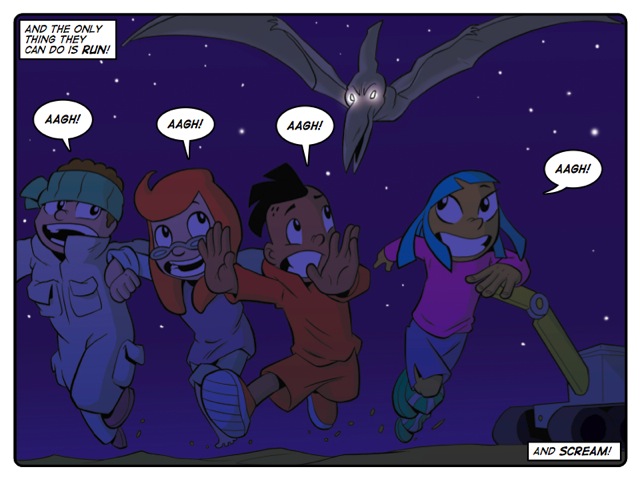 AND THE ONLY
THING THEY
CAN DO IS RUN!
AAGH!
AAGH!
AAGH!
AAGH!
AND SCREAM!